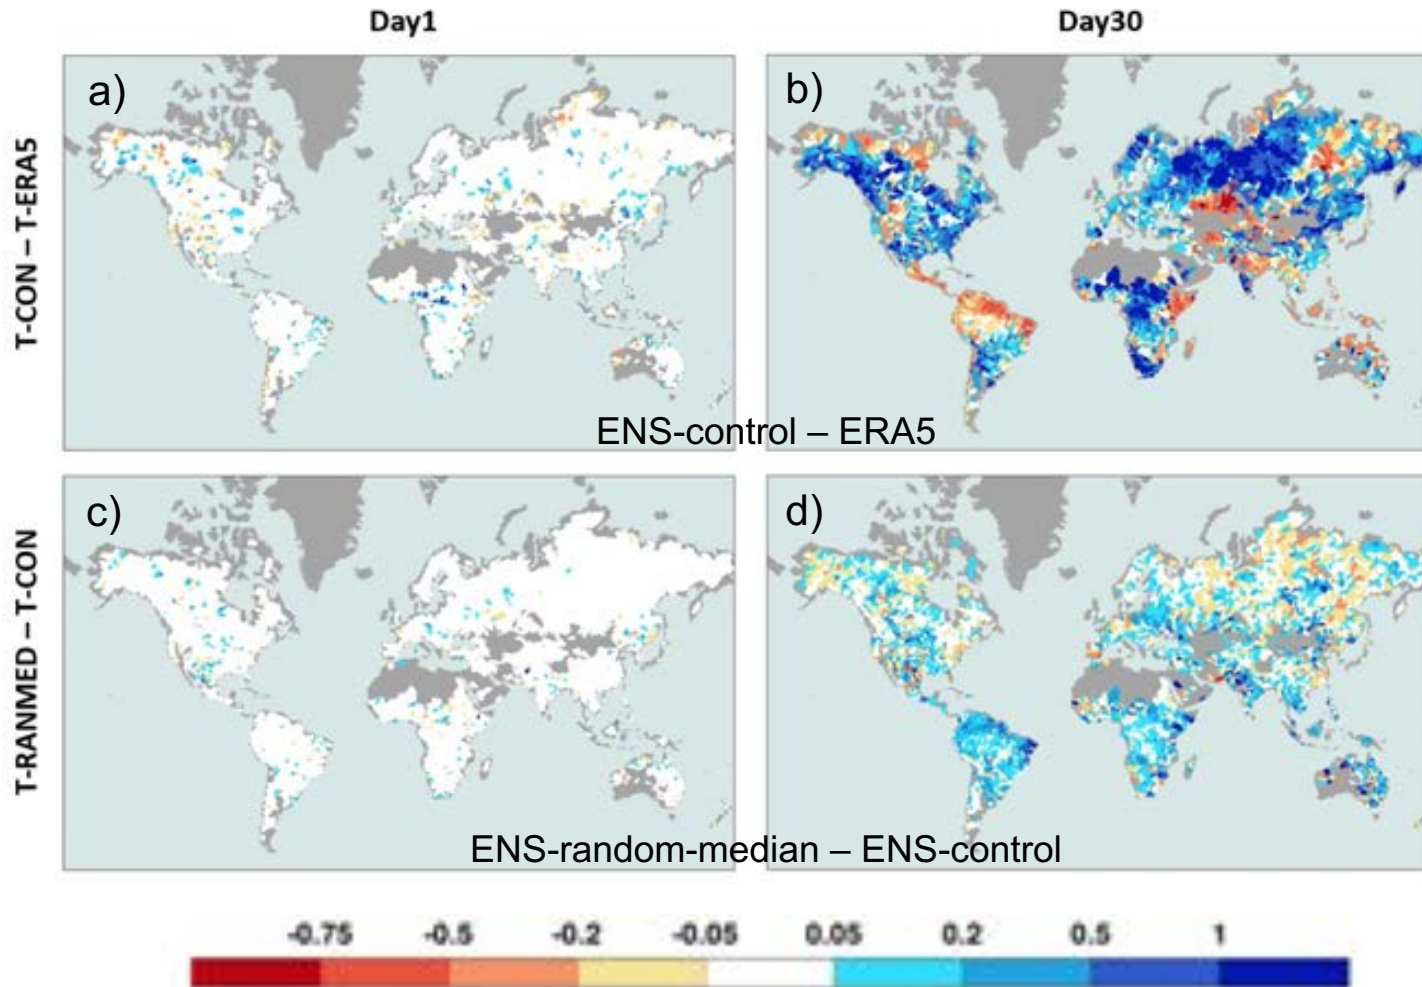 Day1
Day30
T-CON – T-ERA5
a)
b)
ENS-control – ERA5
T-RANMED – T-CON
c)
d)
ENS-random-median – ENS-control
-0.75 -0.5 -0.2 -0.05 0.05 0.2 0.5 1